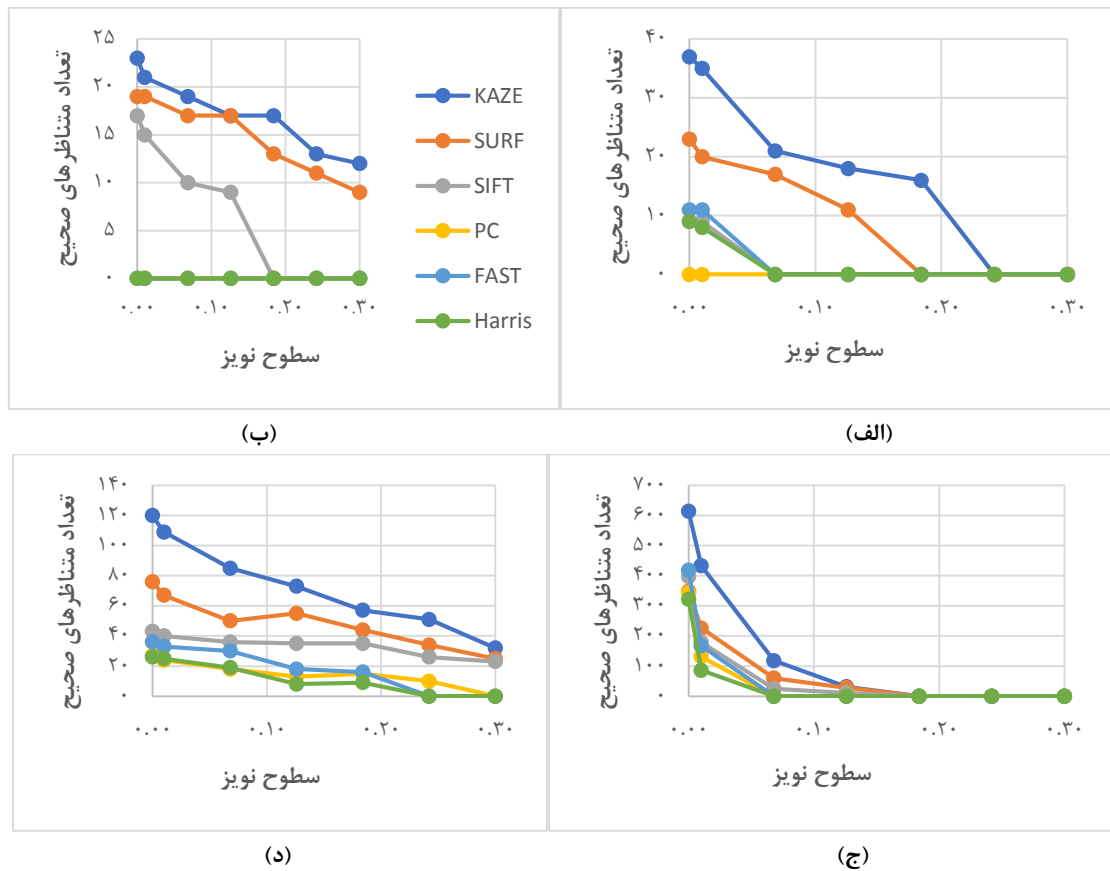 تعداد متناظرهای صحیح
۴۰
۳۰
۲۰
۱۰
۰
۰.۰۰ ۰.۱۰ ۰.۲۰ ۰.۳۰
سطوح نویز
(الف)
تعداد متناظرهای صحیح
۲۵
۲۰
۱۵
۱۰
۵
۰
۰.۰۰ ۰.۱۰ ۰.۲۰ ۰.۳۰
سطوح نویز
KAZE
SURF
SIFT
PC
FAST
Harris
(ب)
تعداد متناظرهای صحیح
۷۰۰
۶۰۰
۵۰۰
۴۰۰
۳۰۰
۲۰۰
۱۰۰
۰
۰.۰۰ ۰.۱۰ ۰.۲۰ ۰.۳۰
سطوح نویز
(ج)
تعداد متناظرهای صحیح
۱۴۰
۱۲۰
۱۰۰
۸۰
۶۰
۴۰
۲۰
۰
۰.۰۰ ۰.۱۰ ۰.۲۰ ۰.۳۰
سطوح نویز
(د)